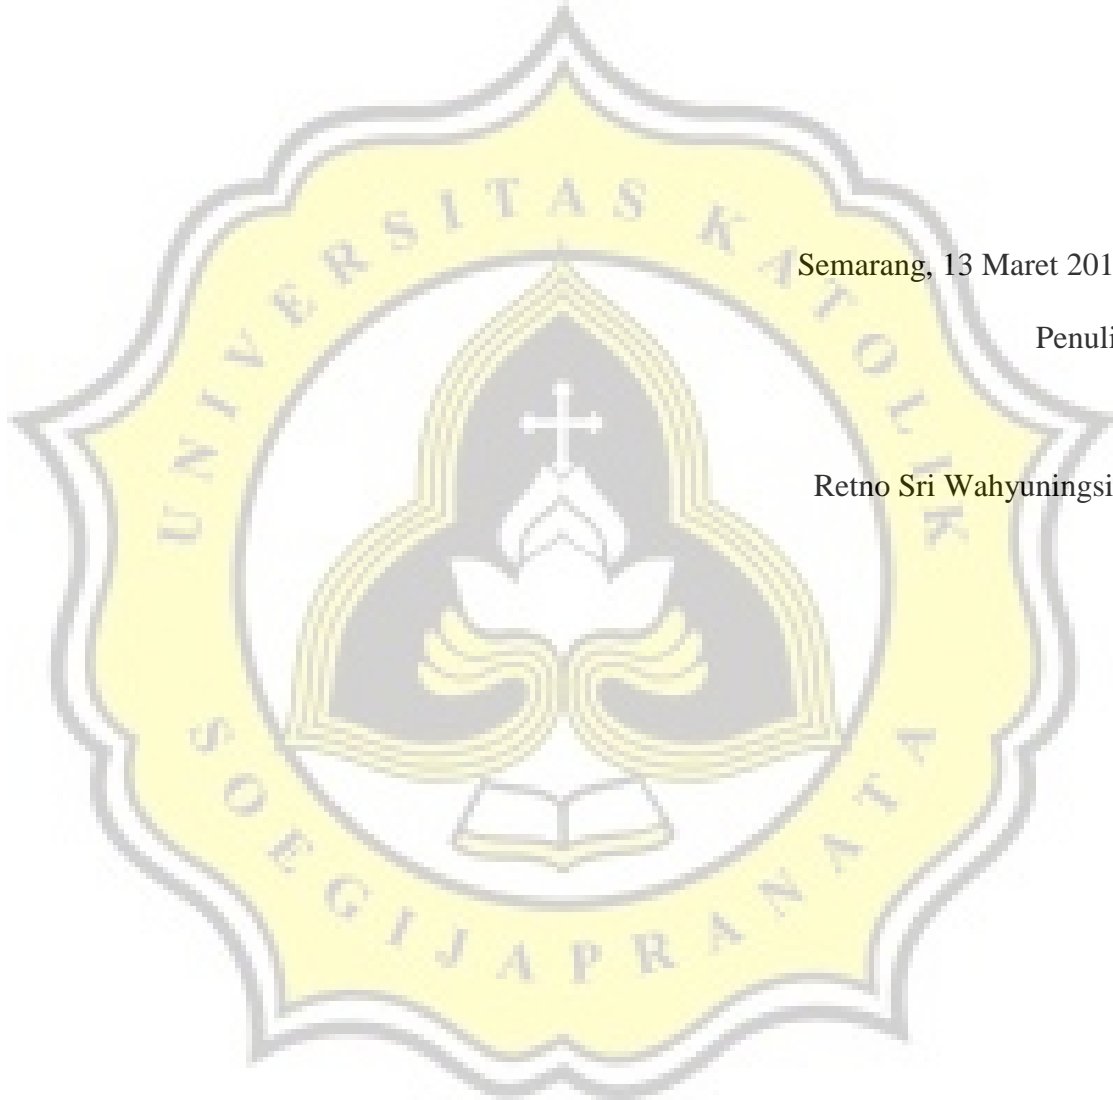 UNIVERSITAS KATOLIK
Semarang, 13 Maret 201
Penuli
Retno Sri Wahyuningsi
SOEGIJAPRANATA